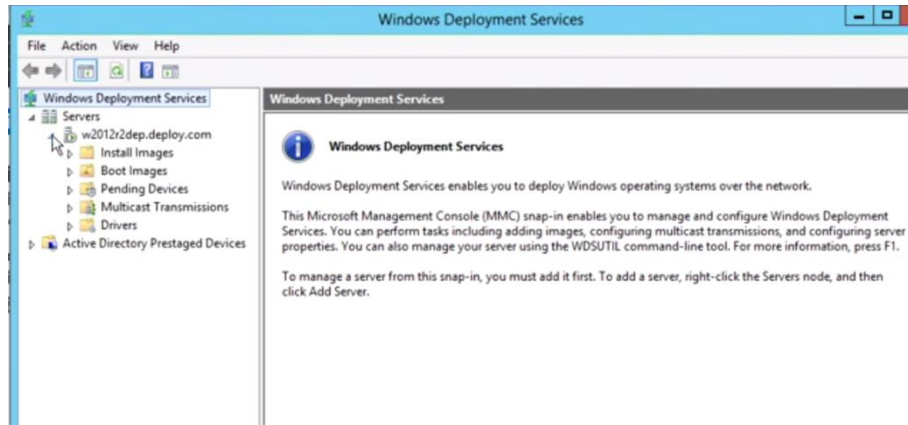 Windows Deployment Services
File Action View Help
Windows Deployment Services
Servers
w2012r2dep.deploy.com
Install Images
Boot Images
Pending Devices
Multicast Transmissions
Drivers
Active Directory Prestaged Devices
Windows Deployment Services
Windows Deployment Services
Windows Deployment Services enables you to deploy Windows operating systems over the network.
This Microsoft Management Console (MMC) snap-in enables you to manage and configure Windows Deployment
Services. You can perform tasks including adding images, configuring multicast transmissions, and configuring server
properties. You can also manage your server using the WDSUTIL command-line tool. For more information, press F1.
To manage a server from this snap-in, you must add it first. To add a server, right-click the Servers node, and then
click Add Server.